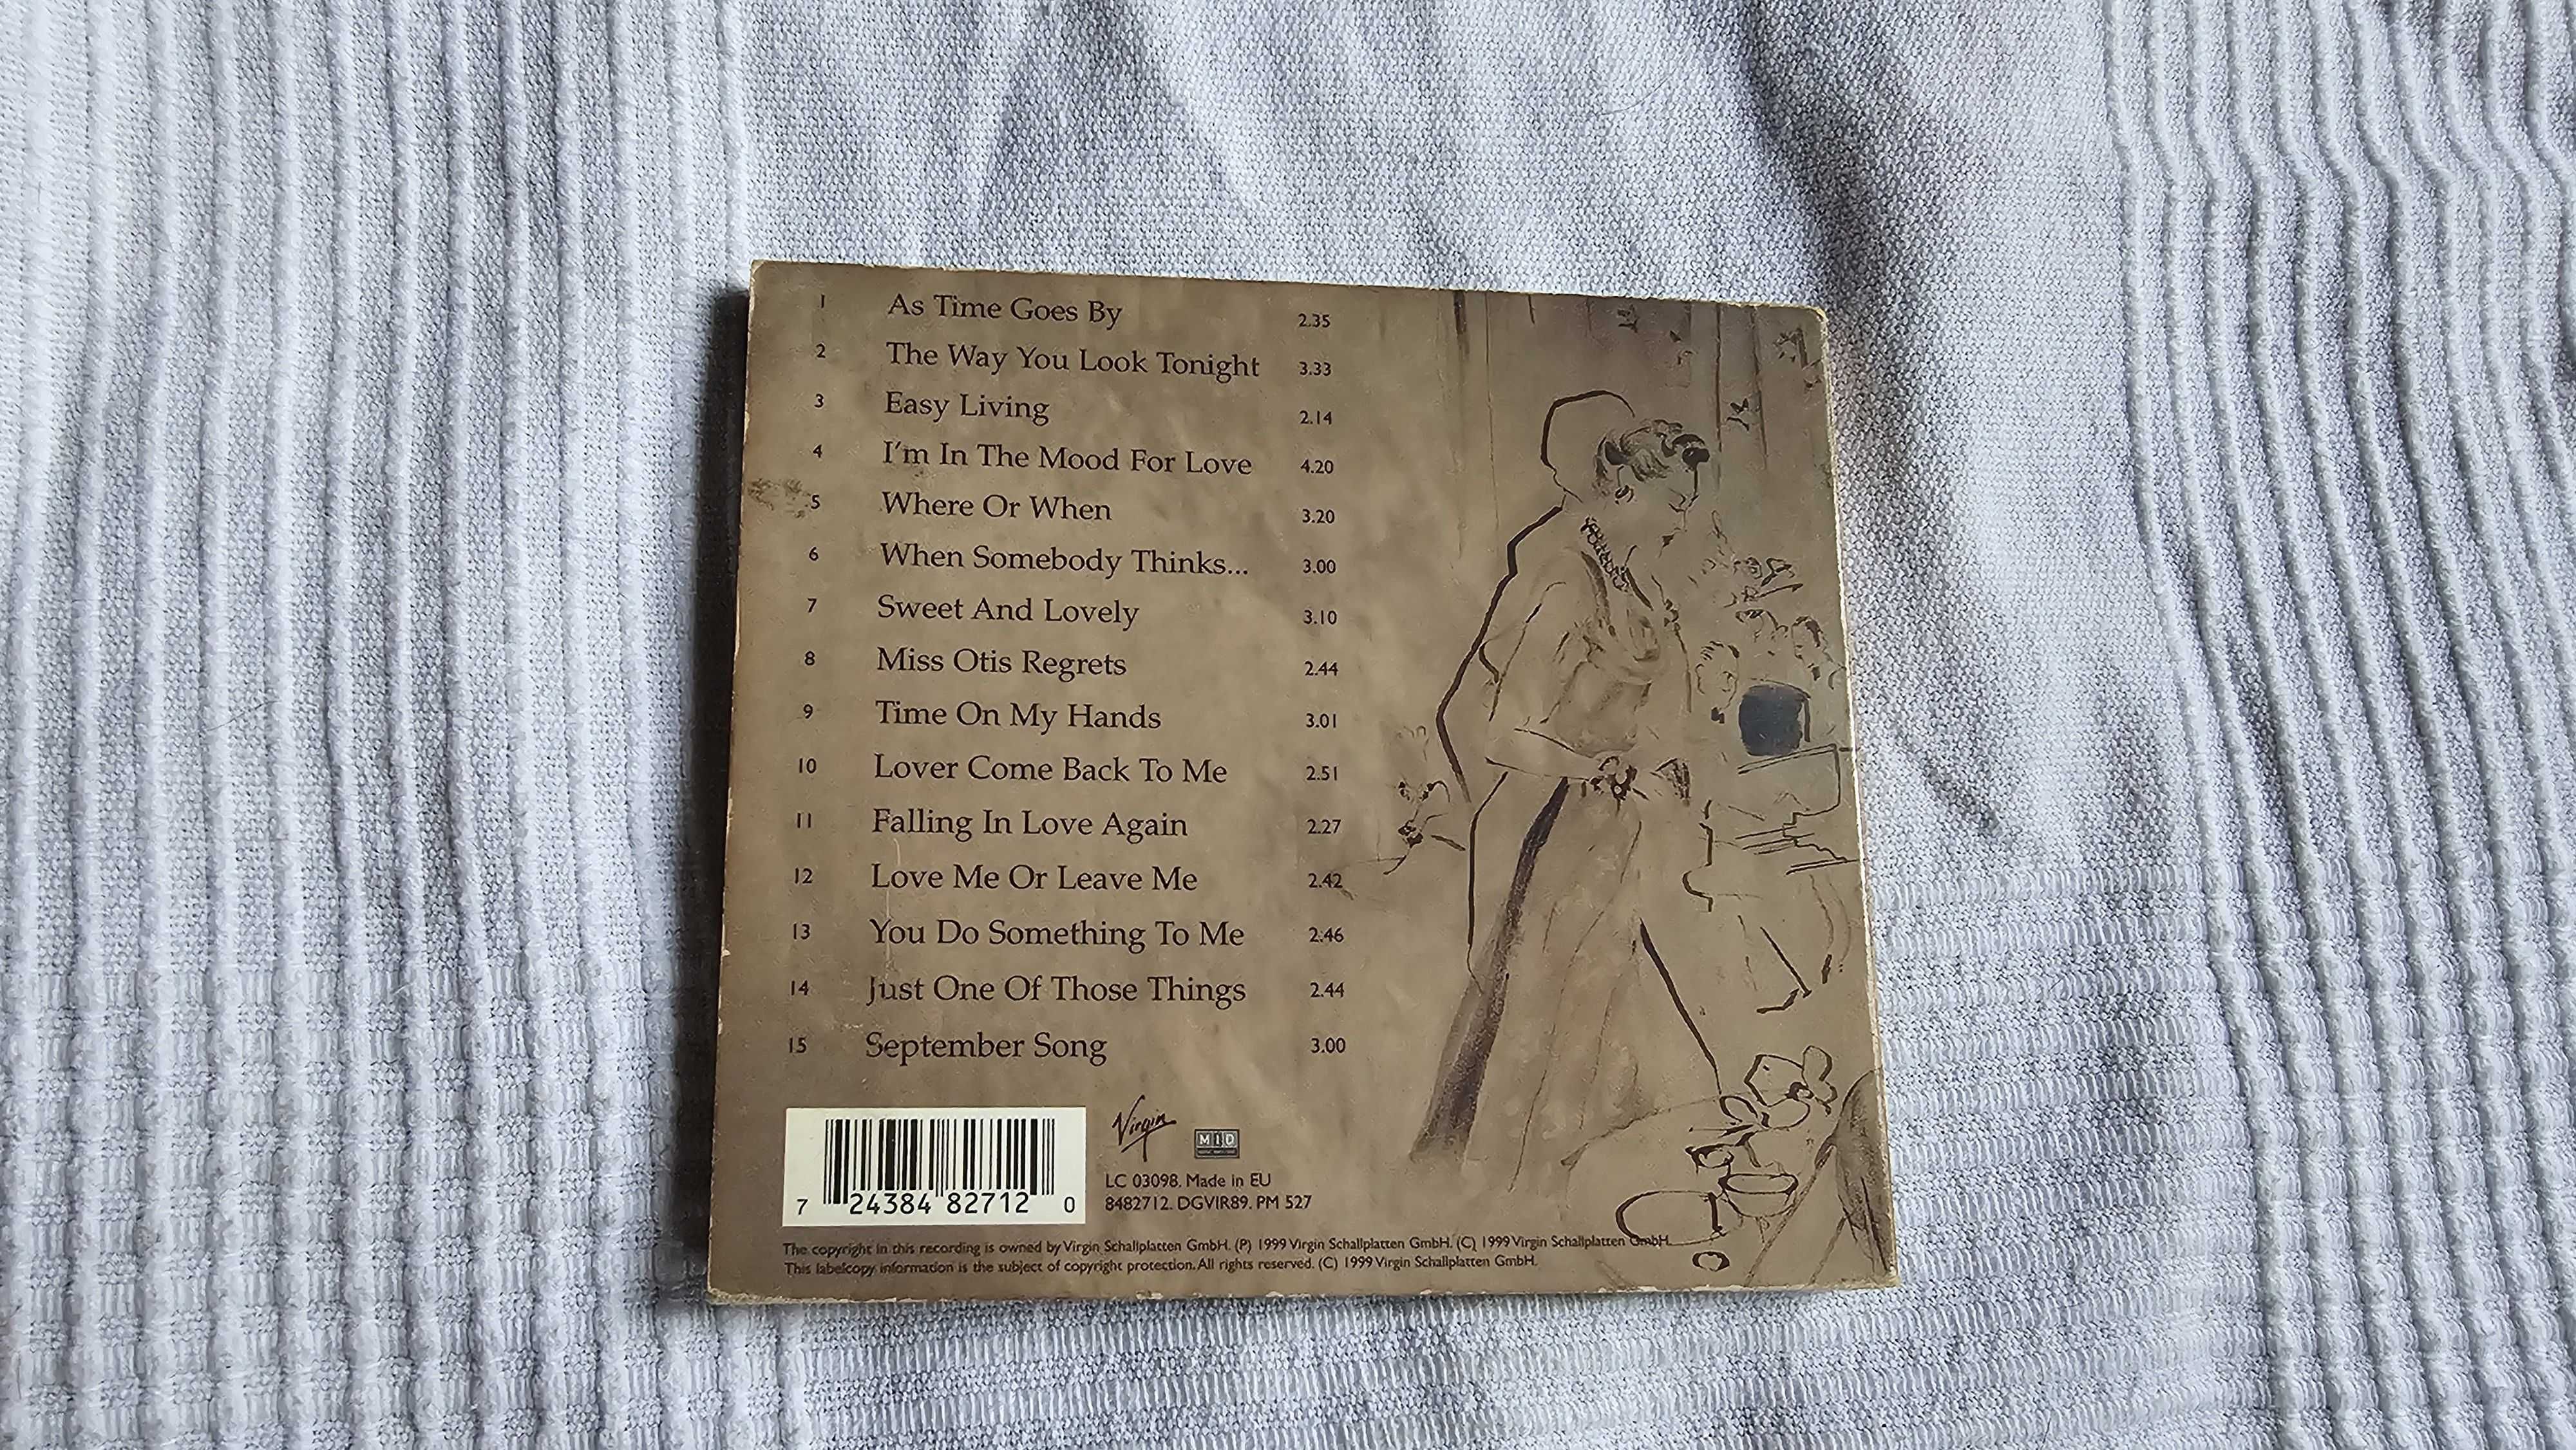 1 As Time Goes By 2.35
2 The Way You Look Tonight 3.33
3 Easy Living 2.14
4 I'm In The Mood For Love 4.20
5 Where Or When 3.20
6 When Somebody Thinks... 3.00
7 Sweet And Lovely 3.10
8 Miss Otis Regrets 2.44
9 Time On My Hands 3.01
10 Lover Come Back To Me 2.51
11 Falling In Love Again 2.27
12 Love Me Or Leave Me 2.42
13 You Do Something To Me 2.46
14 Just One Of Those Things 2.44
15 September Song 3.00
Virgin
MID
7 24384 82712 0
LC 03098. Made in EU
8482712. DGVIR89. PM 527
The copyright in this recording is owned by Virgin Schallplatten GmbH. (P) 1999 Virgin Schallplatten GmbH. (C) 1999 Virgin Schallplatten GmbH.
This labelcopy information is the subject of copyright protection. All rights reserved. (C) 1999 Virgin Schallplatten GmbH.